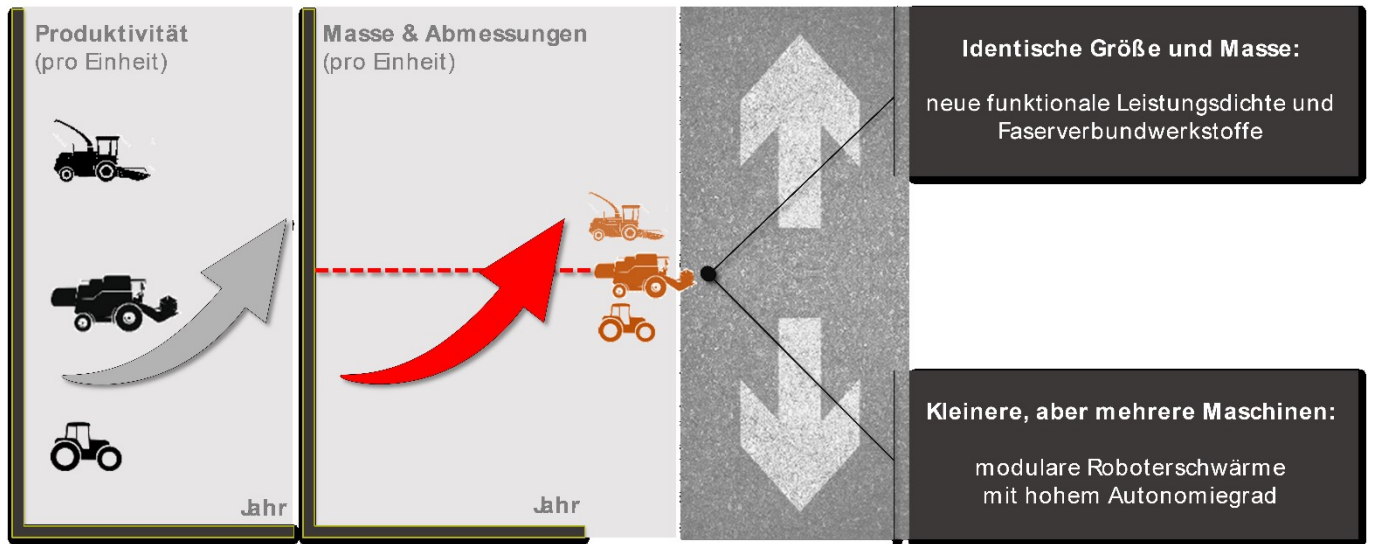 Produktivität
(pro Einheit)
Jahr
Masse & Abmessungen
(pro Einheit)
Jahr
Identische Größe und Masse:
neue funktionale Leistungsdichte und
Faserverbundwerkstoffe
Kleinere, aber mehrere Maschinen:
modulare Roboterschwärme
mit hohem Autonomiegrad